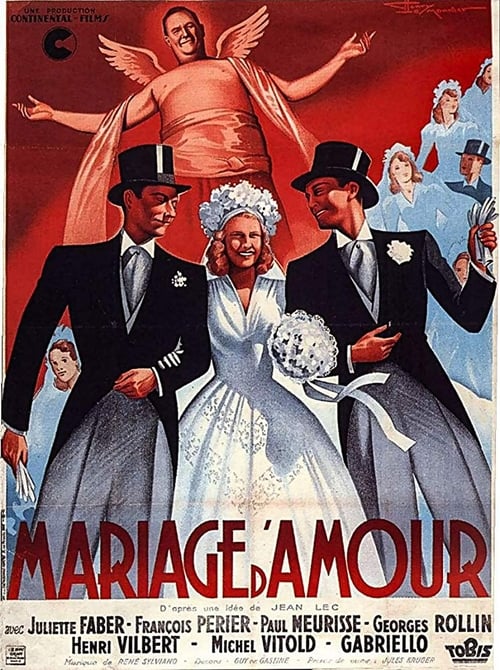 UNE PRODUCTION
CONTINENTAL-FILMS
C
MARIAGE D'AMOUR
D'après une idée de JEAN LEC
avec JULIETTE FABER - FRANÇOIS PERIER - PAUL MEURISSE - GEORGES ROLLIN
HENRI VILBERT - MICHEL VITOLD - GABRIELLO
Musique de RENÉ SYLVIANO - Décors GUY DE GASTINE - Prises de vues JULES KRUGER
TOBIS